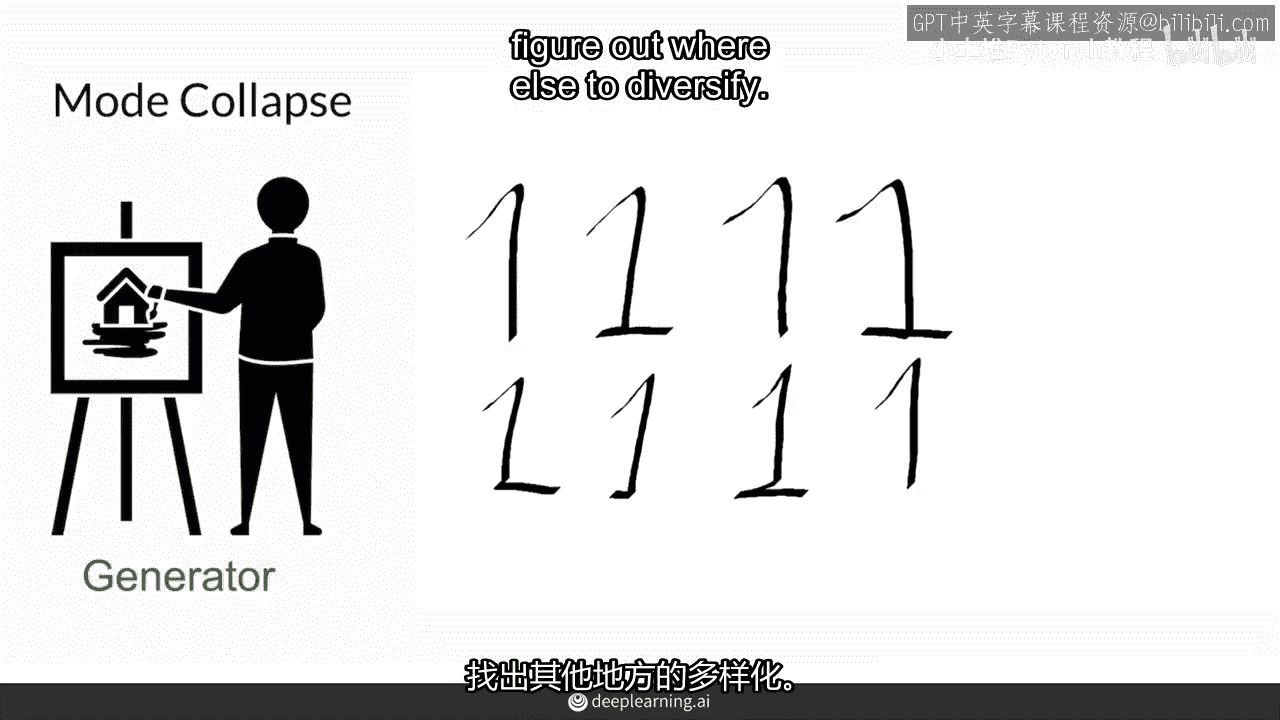 GPT中英字幕课程资源@bilibili.com
figure out where
else to diversify.
Mode Collapse
1 1 1 1
1 1 1 1
Generator
找出其他地方的多样化。
deeplearning.ai